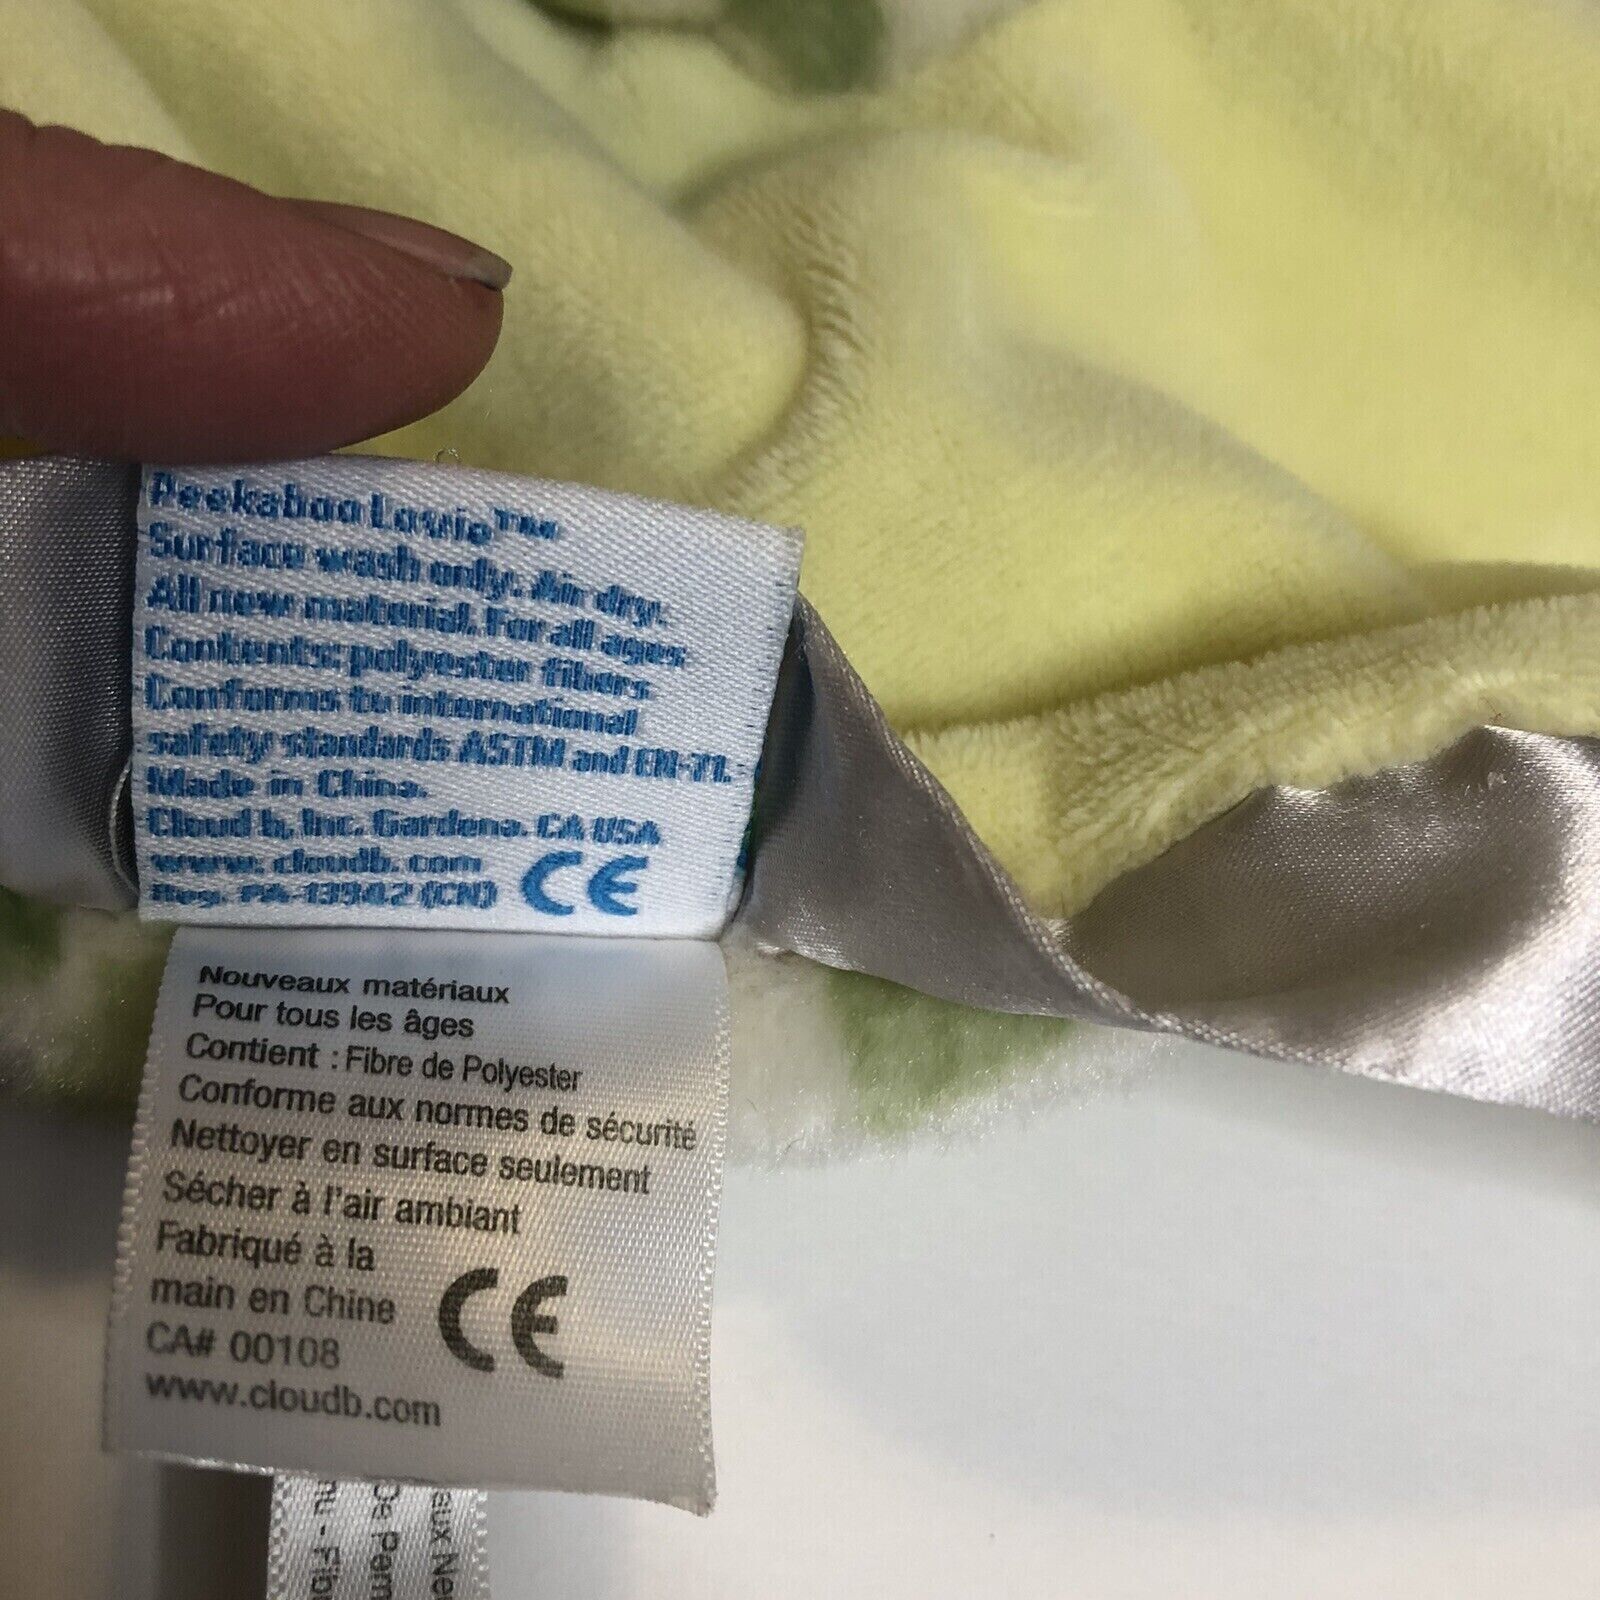 Peekaboo Lovie™
Surface wash only. Air dry.
All new material. For all ages
Contents: polyester fibers
Conforms to international
safety standards ASTM and EN-71.
Made in China.
Cloud b, Inc. Gardena. CA USA
www.cloudb.com
Reg. PA-13942 (CN) CE
Nouveaux matériaux
Pour tous les âges
Contient : Fibre de Polyester
Conforme aux normes de sécurité
Nettoyer en surface seulement
Sécher à l'air ambiant
Fabriqué à la
main en Chine CE
CA# 00108
www.cloudb.com